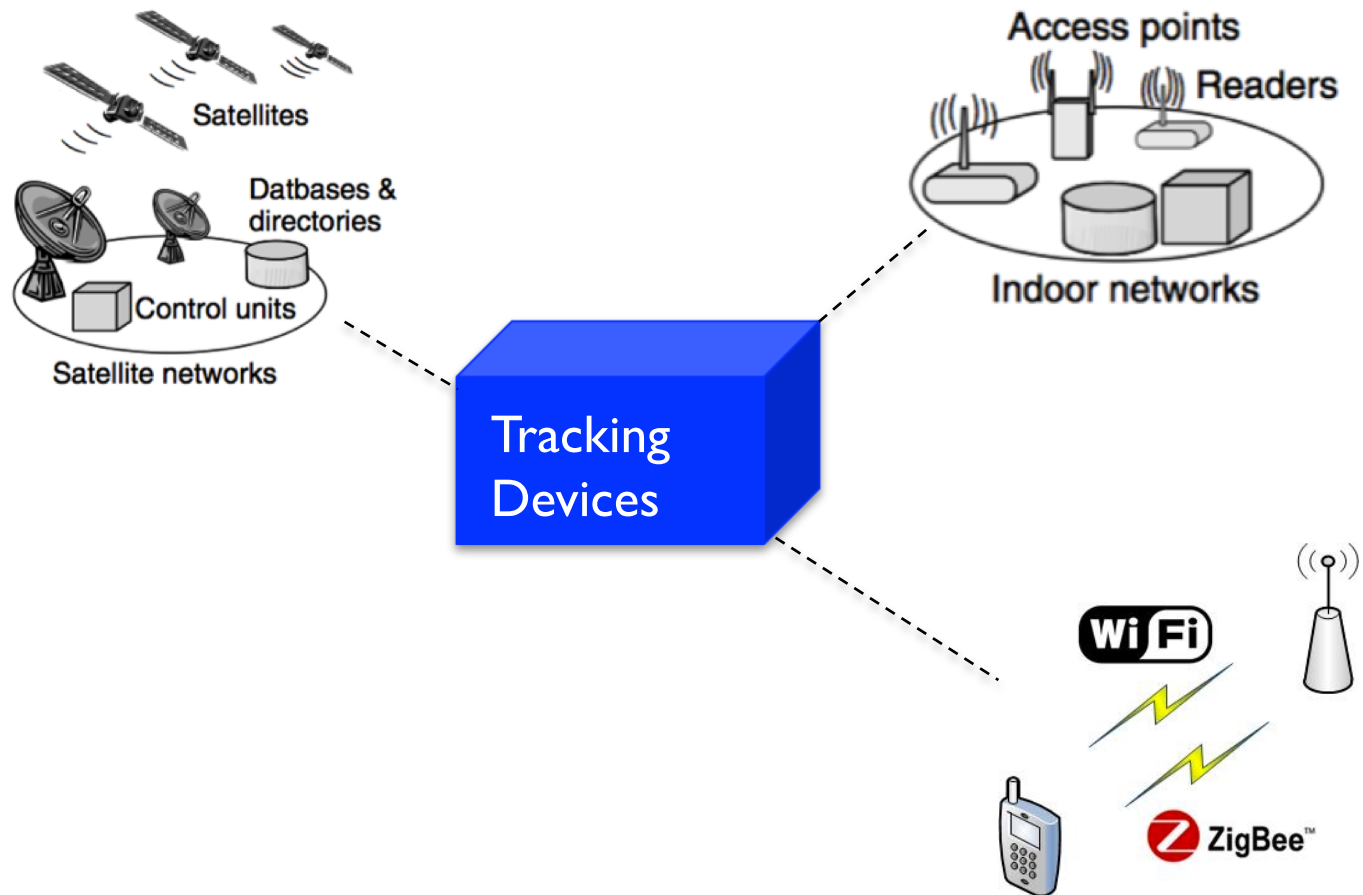 Satellites
Datbases &
directories
Control units
Satellite networks
Access points
Readers
Indoor networks
Tracking
Devices
WiFi
ZigBee™